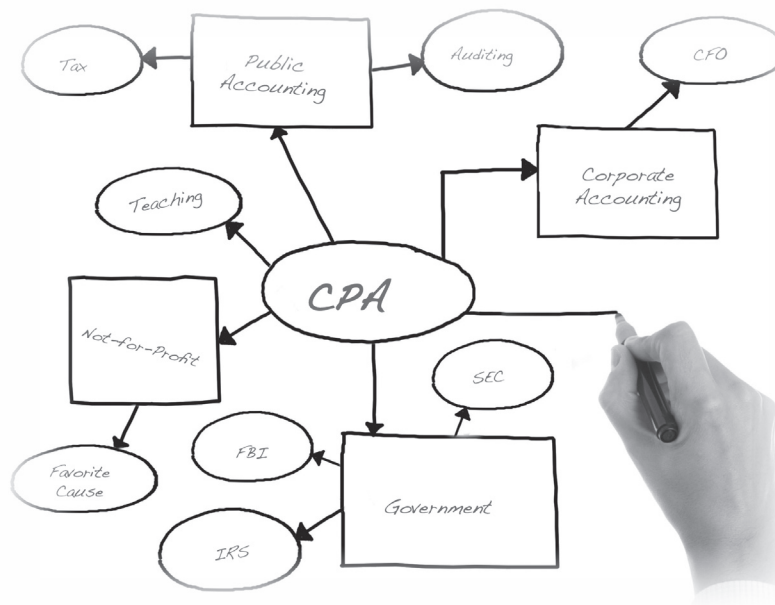 Tax
Public
Accounting
Auditing
CFO
Corporate
Accounting
Teaching
CPA
Not-for-Profit
SEC
FBI
Favorite
Cause
Government
IRS